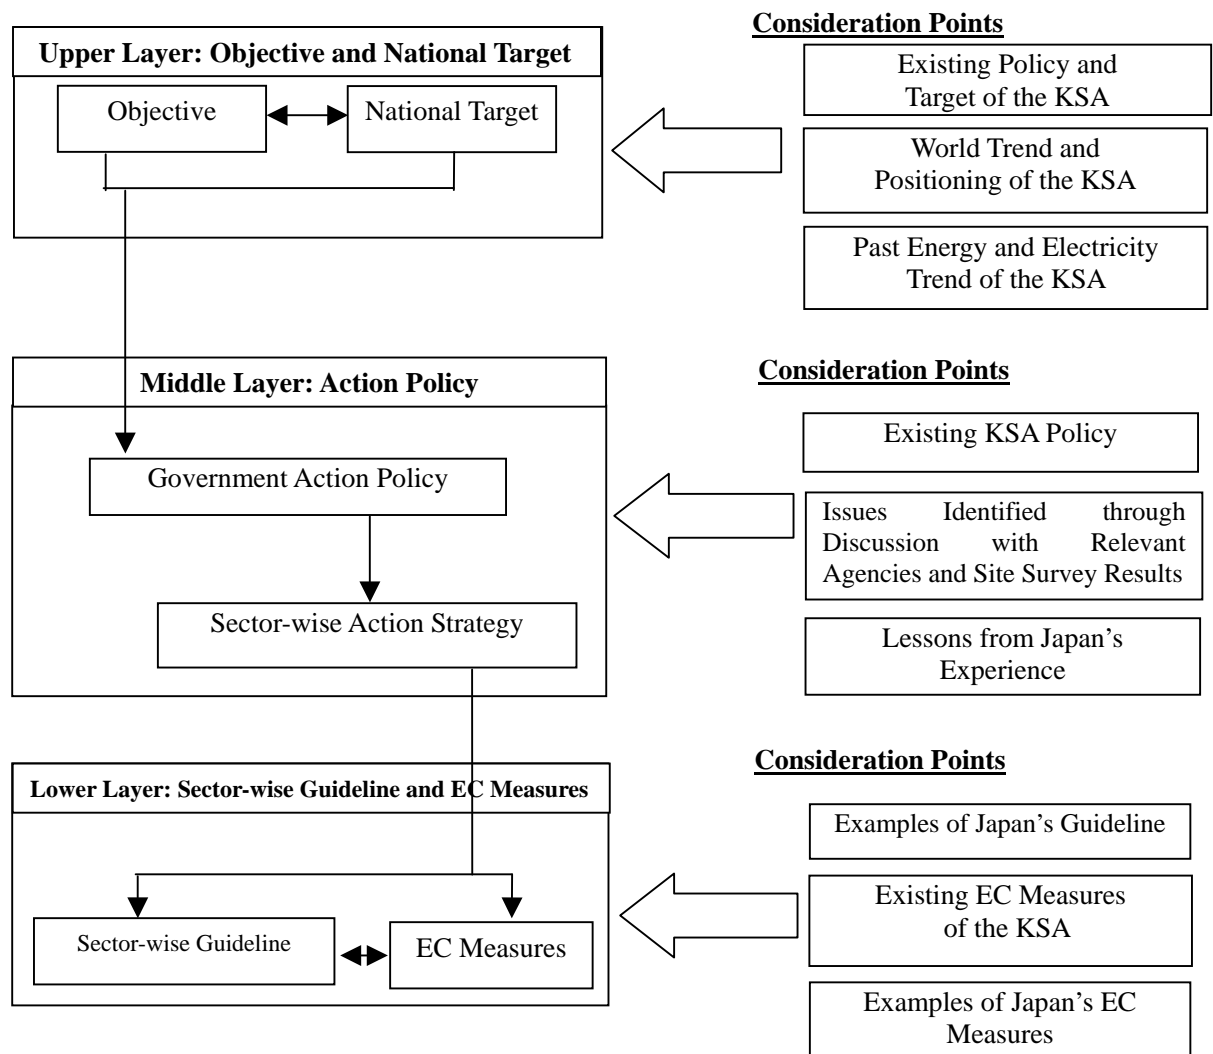 Consideration Points
Upper Layer: Objective and National Target
Objective
National Target
Existing Policy and
Target of the KSA
World Trend and
Positioning of the KSA
Past Energy and Electricity
Trend of the KSA
Middle Layer: Action Policy
Government Action Policy
Sector-wise Action Strategy
Consideration Points
Existing KSA Policy
Issues Identified through
Discussion with Relevant
Agencies and Site Survey Results
Lessons from Japan’s
Experience
Lower Layer: Sector-wise Guideline and EC Measures
Sector-wise Guideline
EC Measures
Consideration Points
Examples of Japan’s Guideline
Existing EC Measures
of the KSA
Examples of Japan’s EC
Measures